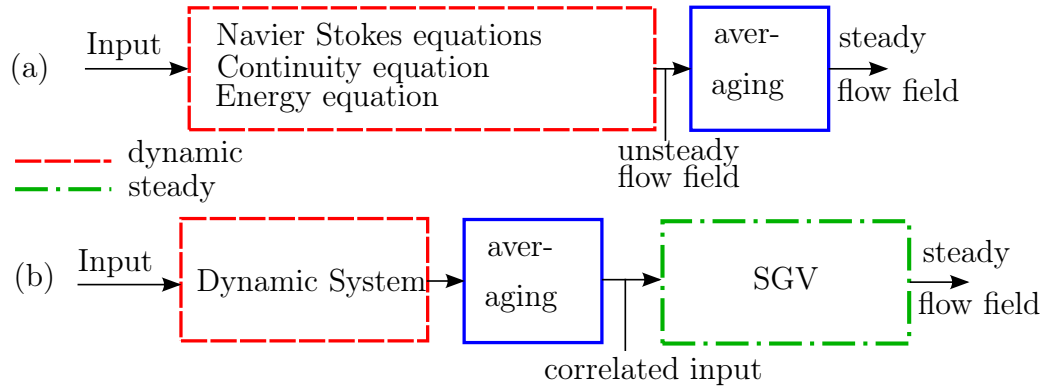 (a)
Input
Navier Stokes equations
Continuity equation
Energy equation
aver-
aging
steady
flow field
unsteady
flow field
dynamic
steady
(b)
Input
Dynamic System
aver-
aging
correlated input
SGV
steady
flow field